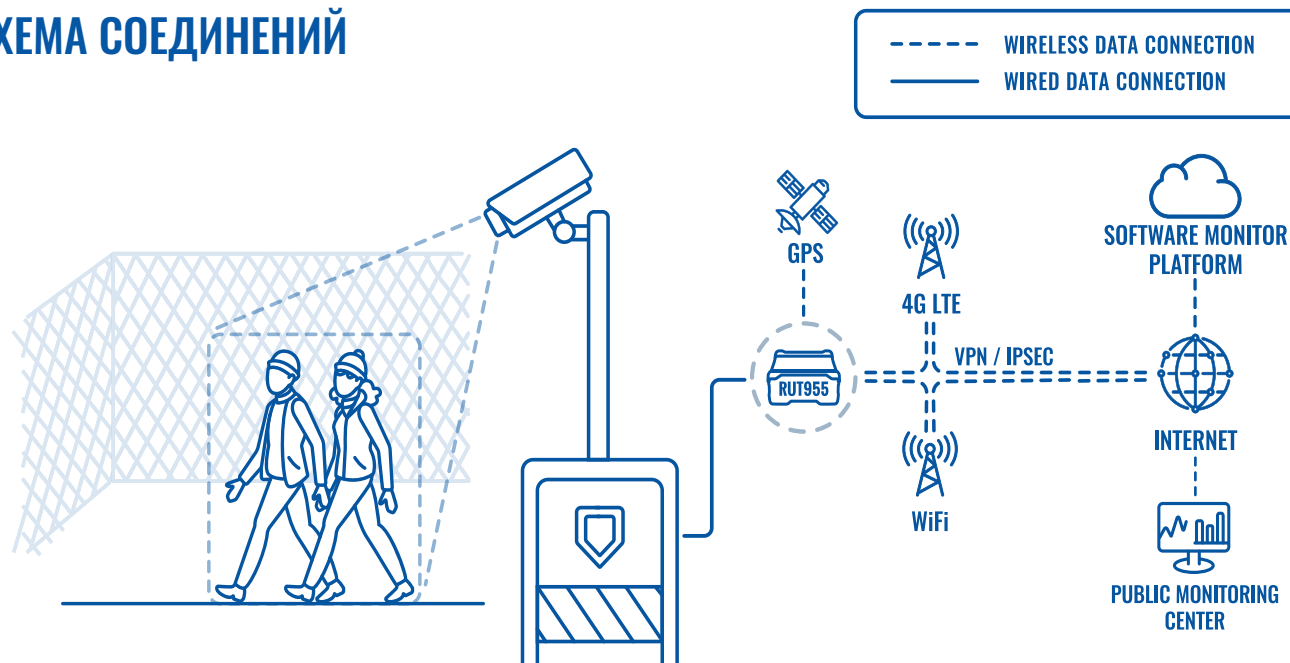 ХЕМА СОЕДИНЕНИЙ
WIRELESS DATA CONNECTION
WIRED DATA CONNECTION
GPS
4G LTE
SOFTWARE MONITOR
PLATFORM
RUT955
VPN / IPSEC
INTERNET
WiFi
PUBLIC MONITORING
CENTER